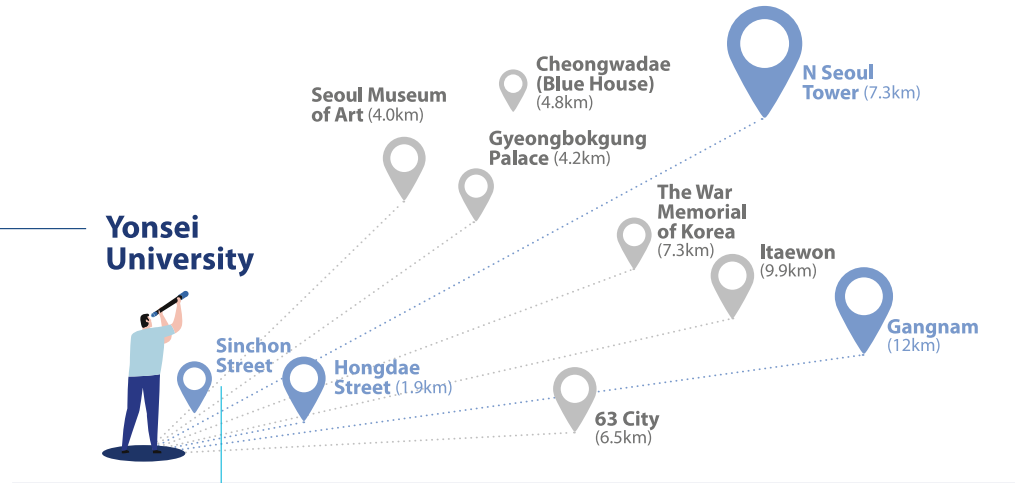 Cheongwadae
(Blue House)
(4.8km)
N Seoul
Tower (7.3km)
Seoul Museum
of Art (4.0km)
Gyeongbokgung
Palace (4.2km)
The War
Memorial
of Korea
(7.3km)
Yonsei
University
Itaewon
(9.9km)
Gangnam
(12km)
Sinchon
Street
Hongdae
Street (1.9km)
63 City
(6.5km)